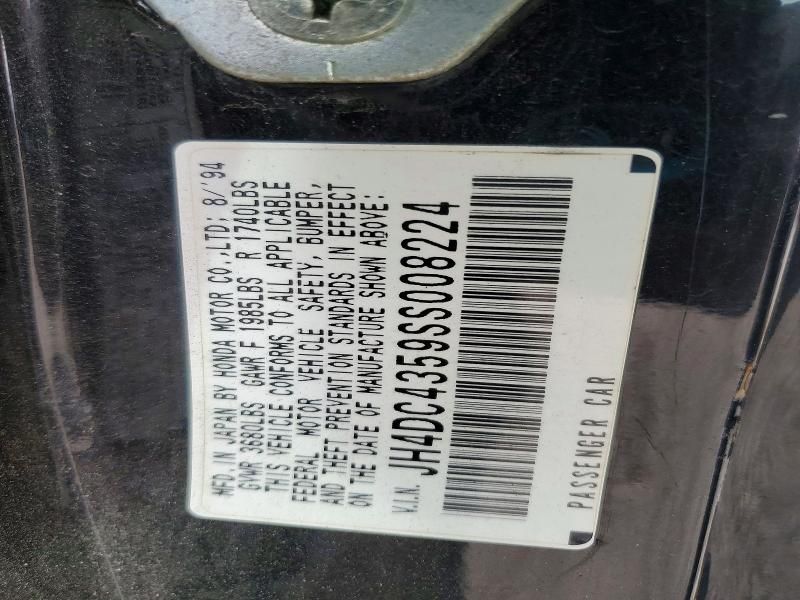 MFD. IN JAPAN BY HONDA MOTOR CO.,LTD; 8/'94
GVWR 3680LBS GAWR F 1985LBS R 1740LBS
THIS VEHICLE CONFORMS TO ALL APPLICABLE
FEDERAL MOTOR VEHICLE SAFETY, BUMPER,
AND THEFT PREVENTION STANDARDS IN EFFECT
ON THE DATE OF MANUFACTURE SHOWN ABOVE;
V.I.N. JH4DC4359SS008224
PASSENGER CAR